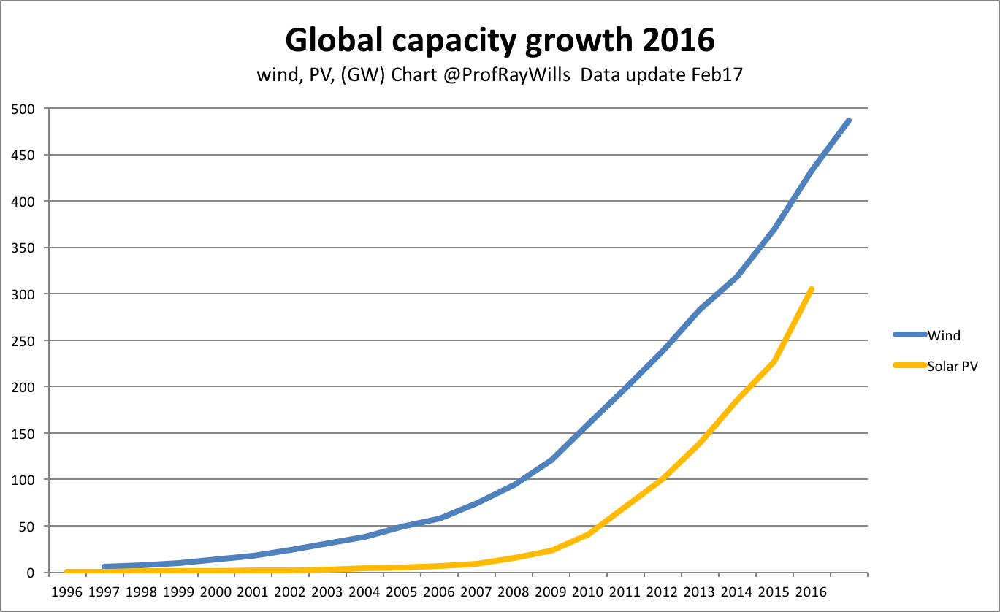 Global capacity growth 2016
wind, PV, (GW) Chart @ProfRayWills  Data update Feb17
500
450
400
350
300
250
200
150
100
50
0
Wind
Solar PV
1996 1997 1998 1999 2000 2001 2002 2003 2004 2005 2006 2007 2008 2009 2010 2011 2012 2013 2014 2015 2016